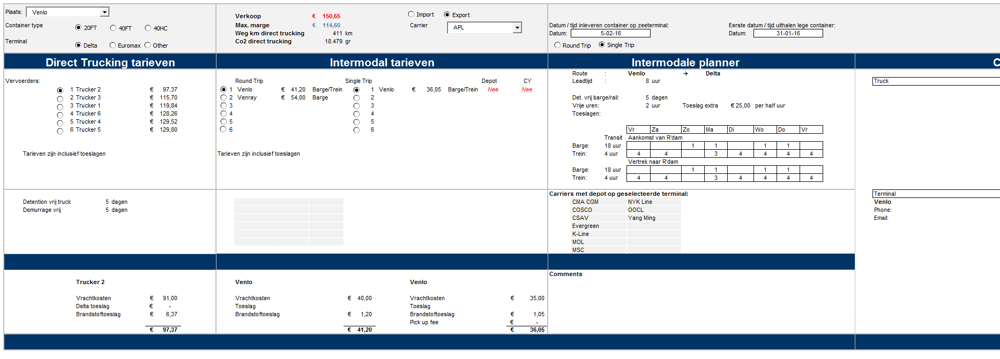 Plaats: Venlo
Container type 20FT 40FT 40HC
Terminal Delta Euromax Other
Verkoop € 150,65
Max. marge € 114,60
Weg km direct trucking 411 km
Co2 direct trucking 18.479 gr
Import Export
Carrier APL
Datum / tijd inleveren container op zeeterminal:
Datum: 5-02-16
Round Trip Single Trip
Eerste datum / tijd uithalen lege container:
Datum: 31-01-16
Direct Trucking tarieven
Vervoerders:
1 Trucker 2 € 97,37
2 Trucker 3 € 115,70
3 Trucker 1 € 119,84
4 Trucker 6 € 128,26
5 Trucker 4 € 129,52
6 Trucker 5 € 129,80
Tarieven zijn inclusief toeslagen
Detention vrij truck 5 dagen
Demurrage vrij 5 dagen
Trucker 2
Vrachtkosten € 91,00
Delta toeslag € -
Brandstoftoeslag € 6,37
€ 97,37
Intermodal tarieven
Round Trip Single Trip Depot CY
1 Venlo € 41,20 Barge/Trein 1 Venlo € 36,05 Barge/Trein Nee Nee
2 Venray € 54,00 Barge 2
3 3
4 4
5 5
6 6
Tarieven zijn inclusief toeslagen
Venlo
Vrachtkosten € 40,00
Toeslag
Brandstoftoeslag € 1,20
€ 41,20
Venlo
Vrachtkosten € 35,00
Toeslag
Brandstoftoeslag € 1,05
Pick up fee € -
€ 36,05
Intermodale planner
Route : Venlo → Delta
Leadtijd : 8 uur
Det. vrij barge/rail: 5 dagen
Vrije uren: 2 uur Toeslag extra € 25,00 per half uur
Toeslagen:
Vr Za Zo Ma Di Wo Do Vr
Transit Aankomst van R'dam
Barge: 18 uur 1 1 1 1
Trein: 4 uur 4 4 3 4 4 4 4
Vertrek naar R'dam
Barge: 18 uur 1 1 1 1
Trein: 4 uur 4 4 3 4 4 4 4
Carriers met depot op geselecteerde terminal:
CMA CGM NYK Line
COSCO OOCL
CSAV Yang Ming
Evergreen
K-Line
MOL
MSC
Comments
C
Truck
Terminal
Venlo
Phone:
Email: